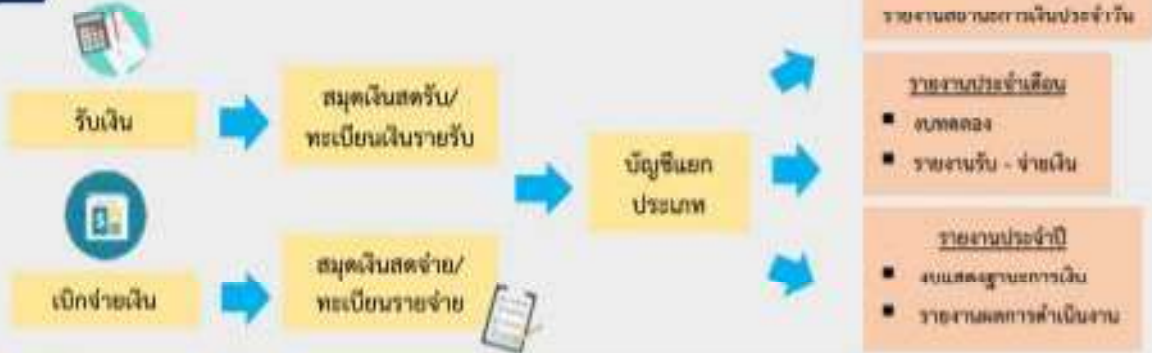 รับเงิน
สมุดเงินสดรับ/
ทะเบียนเงินรายรับ
เบิกจ่ายเงิน
สมุดเงินสดจ่าย/
ทะเบียนรายจ่าย
บัญชีแยก
ประเภท
รายงานสถานะการเงินประจำวัน
รายงานประจำเดือน
▪ งบทดลอง
▪ รายงานรับ - จ่ายเงิน
รายงานประจำปี
▪ งบแสดงฐานะการเงิน
▪ รายงานผลการดำเนินงาน